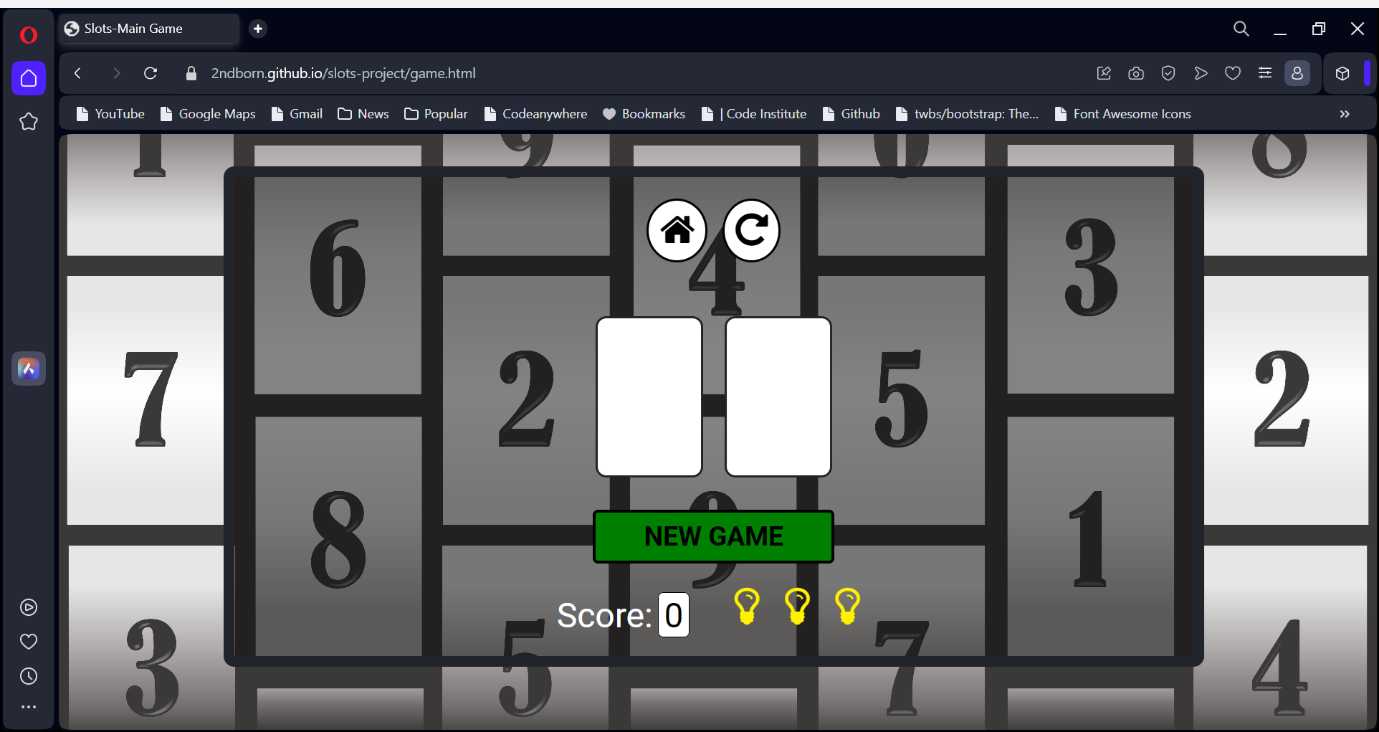 Slots-Main Game
2ndborn.github.io/slots-project/game.html
YouTube Google Maps Gmail News Popular Codeanywhere Bookmarks | Code Institute Github twbs/bootstrap: The... Font Awesome Icons
1 9 4 6 8
6 3
7 2 5 2
8 9 1
NEW GAME
Score: 0
3 5 7 4